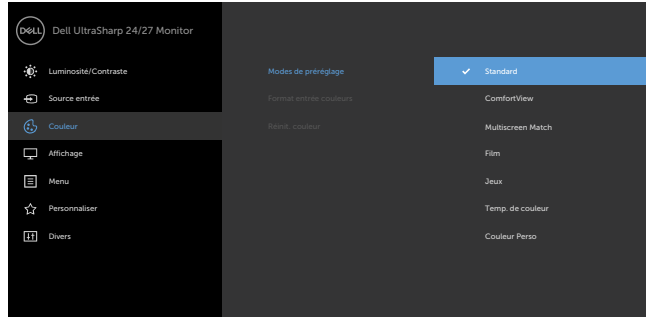 DELL Dell UltraSharp 24/27 Monitor
Luminosité/Contraste
Source entrée
Couleur
Affichage
Menu
Personnaliser
Divers
Modes de préréglage
Format entrée couleurs
Réinit. couleur
Standard
ComfortView
Multiscreen Match
Film
Jeux
Temp. de couleur
Couleur Perso